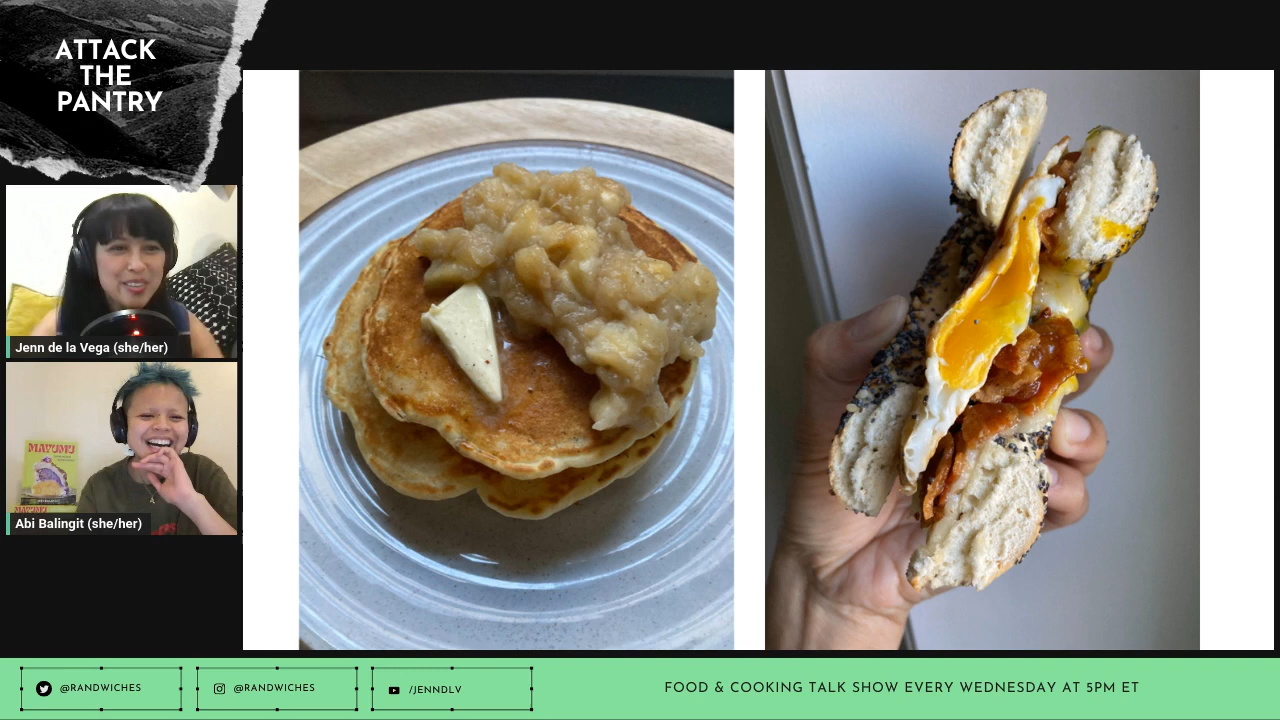 ATTACK
THE
PANTRY
Jenn de la Vega (she/her)
MAYUMU
Abi Balingit (she/her)
@RANDWICHES
@RANDWICHES
/JENNDLV
FOOD & COOKING TALK SHOW EVERY WEDNESDAY AT 5PM ET